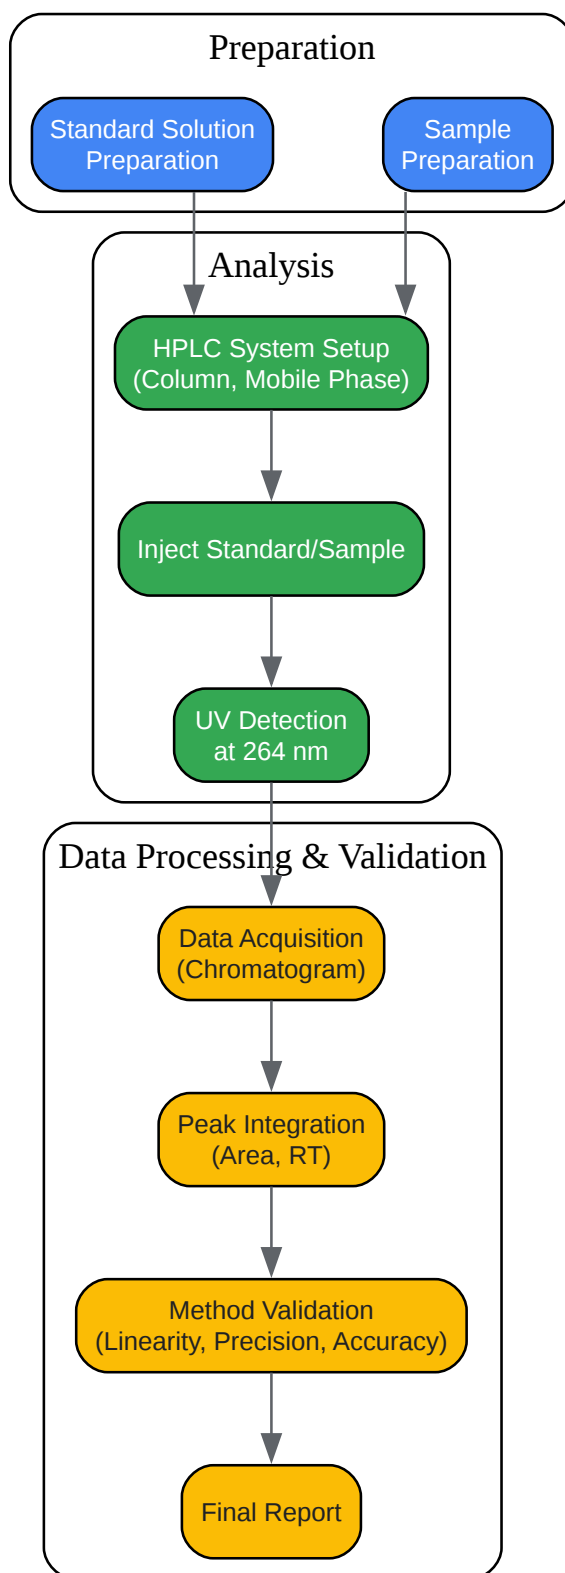 Preparation
Standard Solution
Preparation
Sample
Preparation
Analysis
HPLC System Setup
(Column, Mobile Phase)
Inject Standard/Sample
UV Detection
at 264 nm
Data Processing & Validation
Data Acquisition
(Chromatogram)
Peak Integration
(Area, RT)
Method Validation
(Linearity, Precision, Accuracy)
Final Report